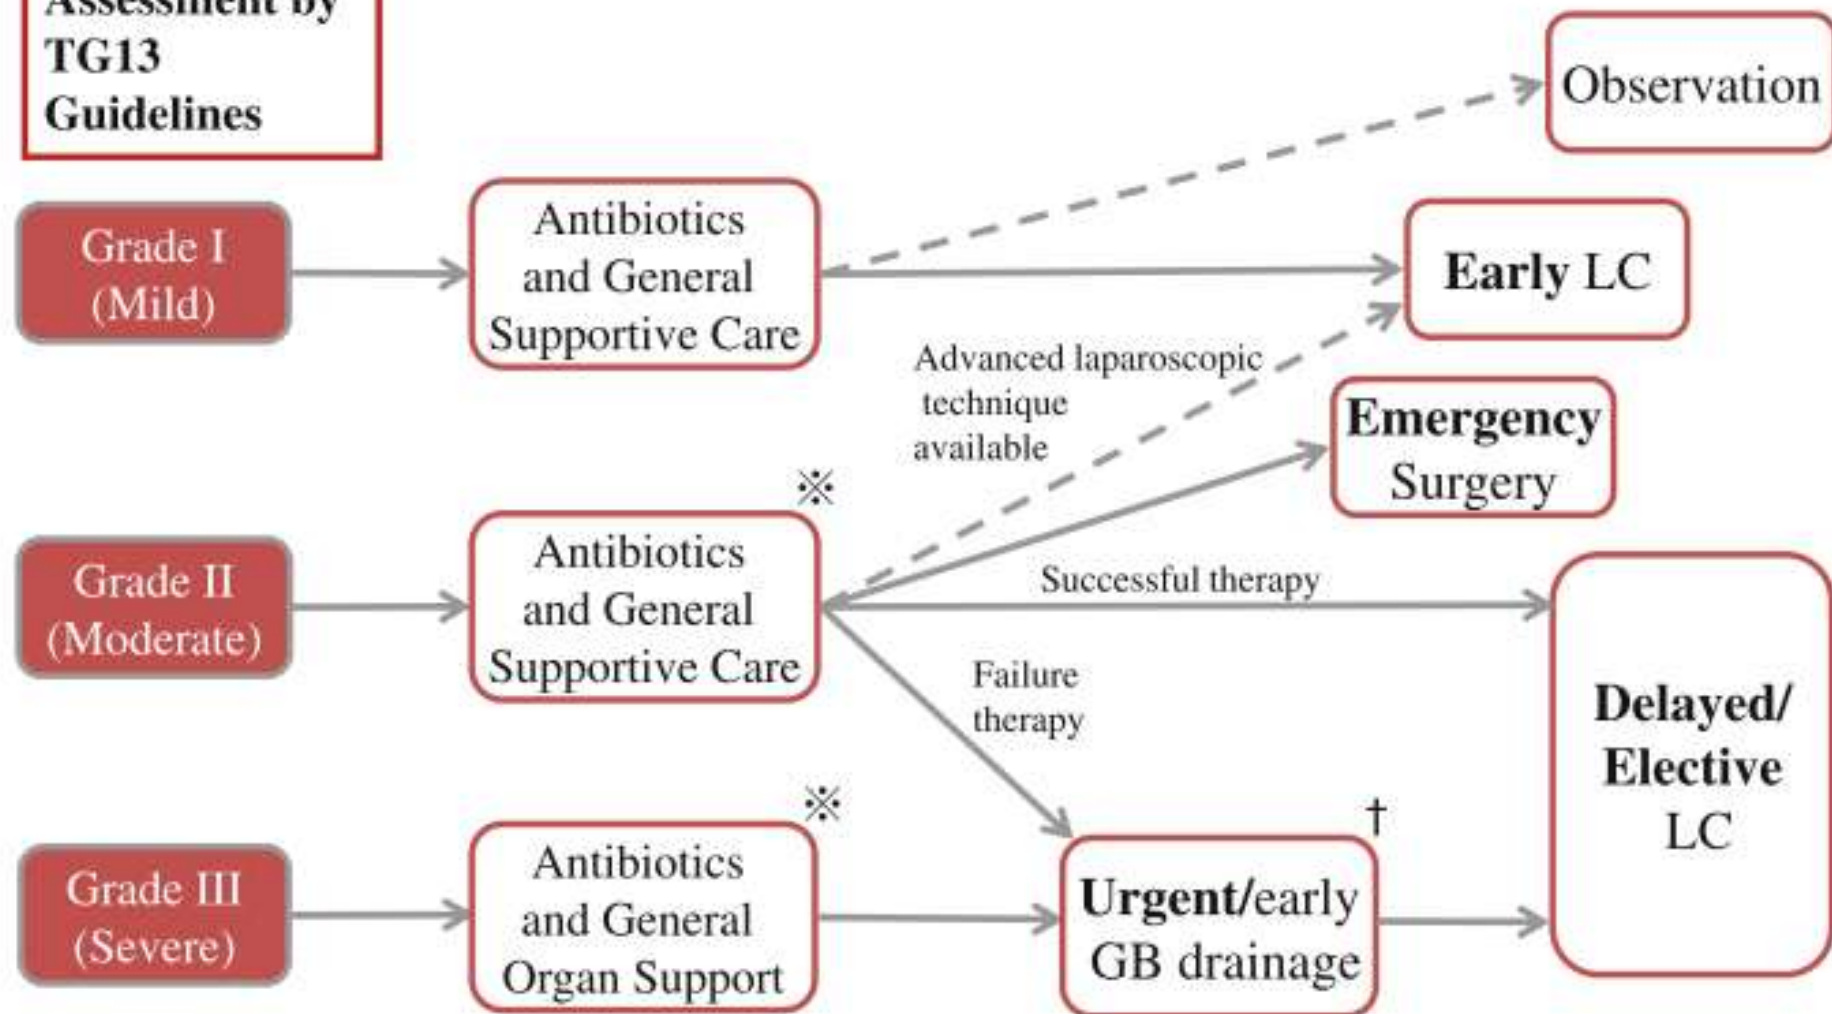 Assessment by
TG13
Guidelines
Observation
Grade I
(Mild)
Antibiotics
and General
Supportive Care
Early LC
Advanced laparoscopic
technique
available
Emergency
Surgery
※
Grade II
(Moderate)
Antibiotics
and General
Supportive Care
Successful therapy
Failure
therapy
Delayed/
Elective
LC
※
Grade III
(Severe)
Antibiotics
and General
Organ Support
†
Urgent/early
GB drainage